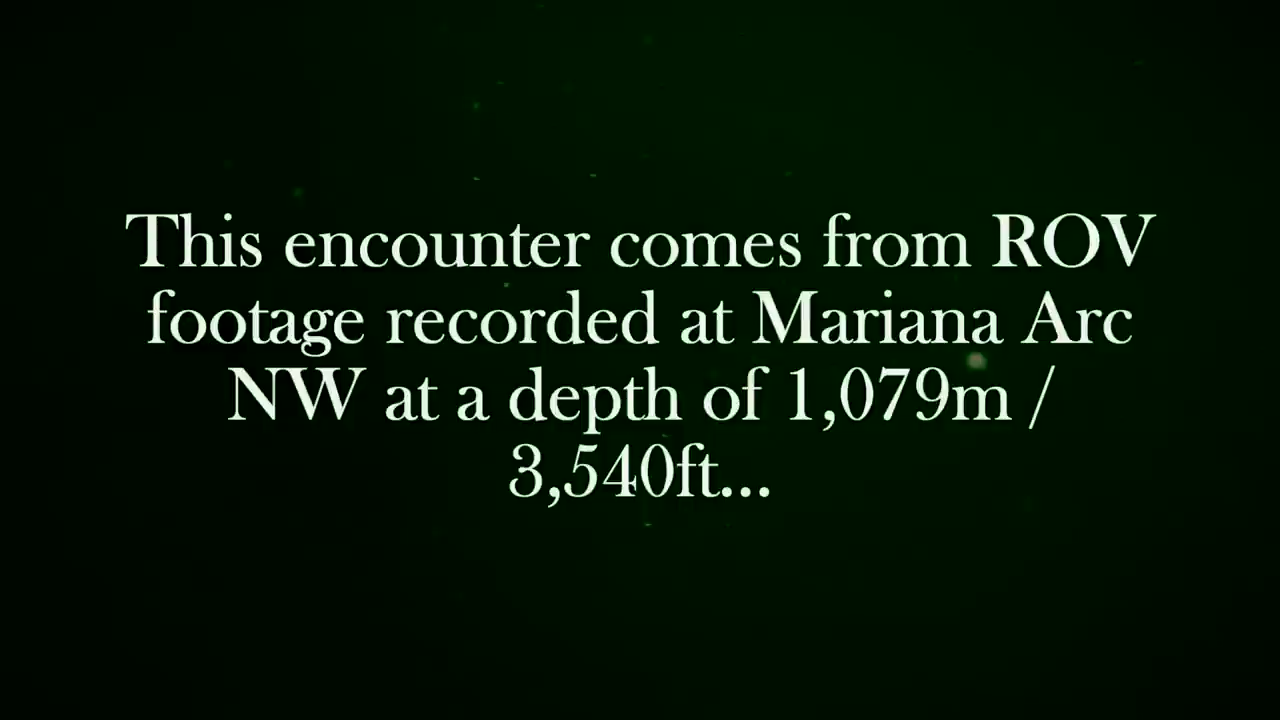 This encounter comes from ROV
footage recorded at Mariana Arc
NW at a depth of 1,079m /
3,540ft...